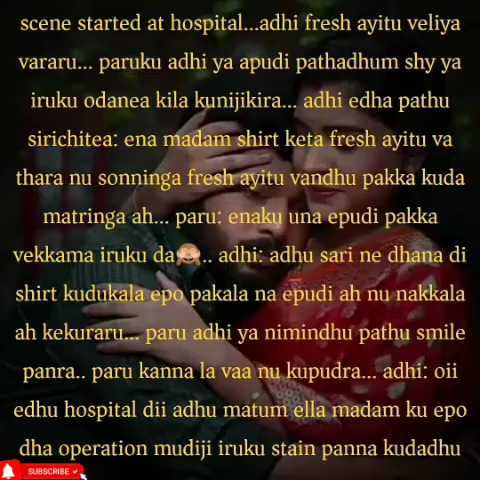 scene started at hospital...adhi fresh ayitu veliya
vararu... paruku adhi ya apudi pathadhum shy ya
iruku odanea kila kunijikira... adhi edha pathu
sirichitea: ena madam shirt keta fresh ayitu va
thara nu sonninga fresh ayitu vandhu pakka kuda
matringa ah... paru: enaku una epudi pakka
vekkama iruku da🙈.. adhi: adhu sari ne dhana di
shirt kudukala epo pakala na epudi ah nu nakkala
ah kekuraru... paru adhi ya nimindhu pathu smile
panra.. paru kanna la vaa nu kupudra... adhi: oii
edhu hospital dii adhu matum ella madam ku epo
dha operation mudiji iruku stain panna kudadhu
SUBSCRIBE